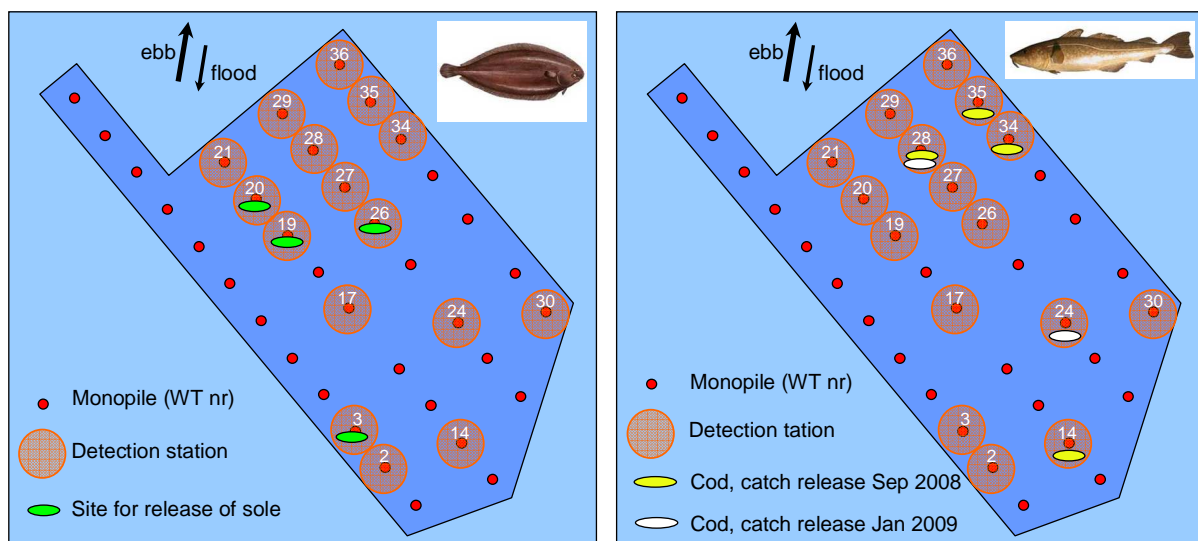 ebb
flood
36
35
29
34
28
21
27
20
26
19
17
24
30
3
14
2
Monopile (WT nr)
Detection station
Site for release of sole
ebb
flood
36
35
29
34
28
21
27
20
26
19
17
24
30
3
14
2
Monopile (WT nr)
Detection tation
Cod, catch release Sep 2008
Cod, catch release Jan 2009